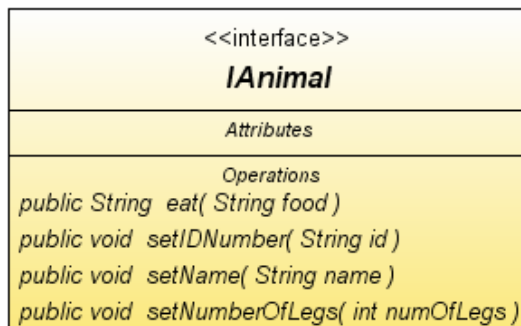 <<interface>>
IAnimal
Attributes
Operations
public String eat( String food )
public void setIDNumber( String id )
public void setName( String name )
public void setNumberOfLegs( int numOfLegs )